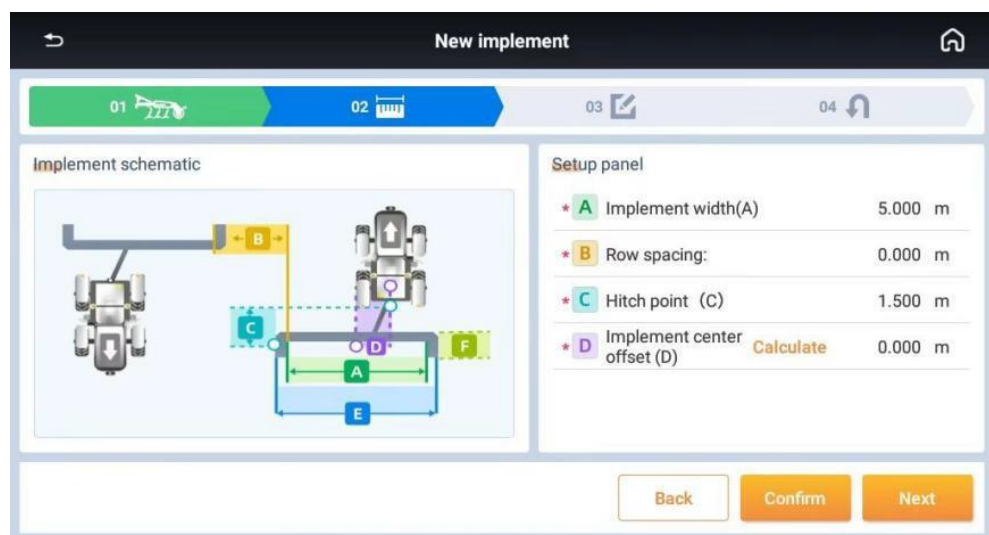 New implement
01
02
03
04
Implement schematic
B
C
D
F
A
E
Setup panel
* A Implement width(A) 5.000 m
* B Row spacing: 0.000 m
* C Hitch point (C) 1.500 m
* D Implement center
offset (D) Calculate 0.000 m
Back Confirm Next